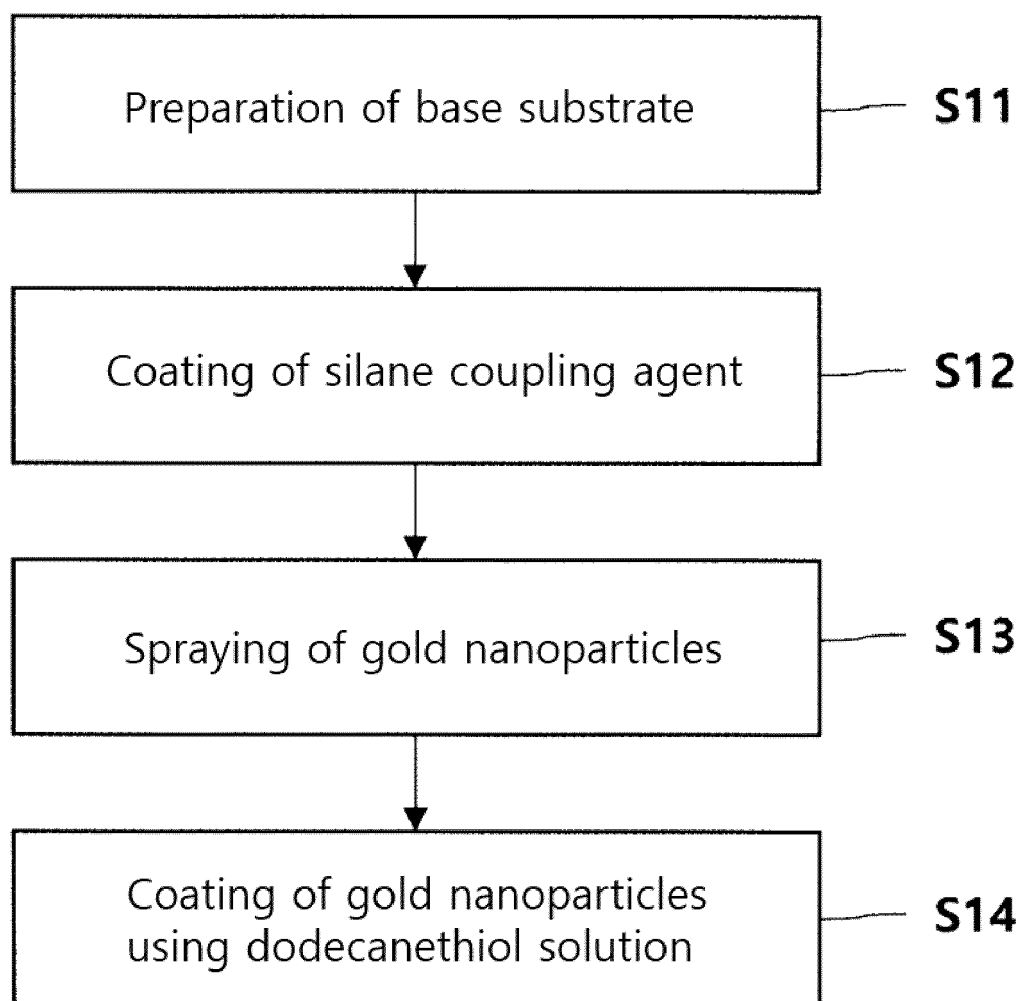 Preparation of base substrate
S11
Coating of silane coupling agent
S12
Spraying of gold nanoparticles
S13
Coating of gold nanoparticles
using dodecanethiol solution
S14